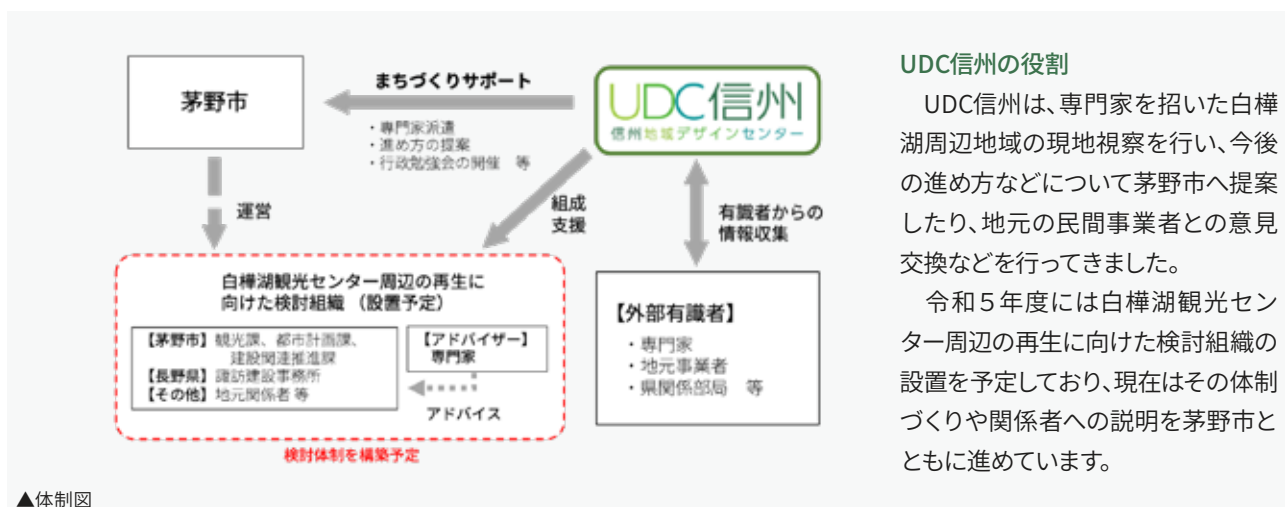 茅野市
まちづくりサポート
・専門家派遣
・進め方の提案
・行政勉強会の開催　等
UDC信州
信州地域デザインセンター
運営
組成
支援
有識者からの
情報収集
白樺湖観光センター周辺の再生に
向けた検討組織 （設置予定）
【茅野市】観光課、都市計画課、
建設関連推進課
【長野県】諏訪建設事務所
【その他】地元関係者 等
【アドバイザー】
専門家
アドバイス
検討体制を構築予定
【外部有識者】
・専門家
・地元事業者
・県関係部局　等
▲体制図
UDC信州の役割
　UDC信州は、専門家を招いた白樺
湖周辺地域の現地視察を行い、今後
の進め方などについて茅野市へ提案
したり、地元の民間事業者との意見
交換などを行ってきました。
　令和５年度には白樺湖観光セン
ター周辺の再生に向けた検討組織の
設置を予定しており、現在はその体制
づくりや関係者への説明を茅野市と
ともに進めています。